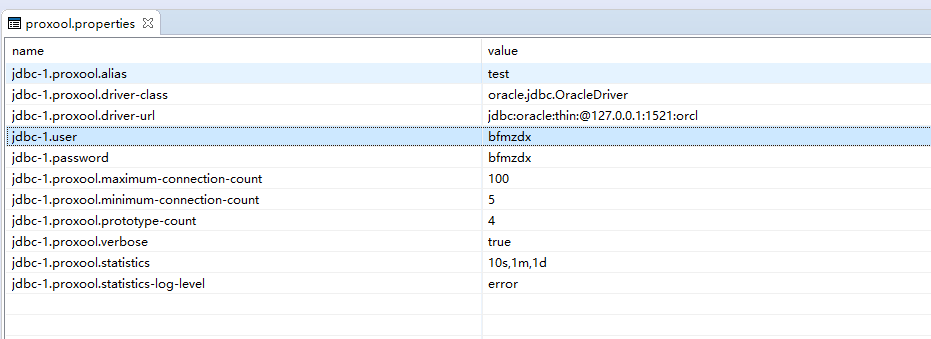 proxool.properties
name value
jdbc-1.proxool.alias test
jdbc-1.proxool.driver-class oracle.jdbc.OracleDriver
jdbc-1.proxool.driver-url jdbc:oracle:thin:@127.0.0.1:1521:orcl
jdbc-1.user bfmzdx
jdbc-1.password bfmzdx
jdbc-1.proxool.maximum-connection-count 100
jdbc-1.proxool.minimum-connection-count 5
jdbc-1.proxool.prototype-count 4
jdbc-1.proxool.verbose true
jdbc-1.proxool.statistics 10s,1m,1d
jdbc-1.proxool.statistics-log-level error